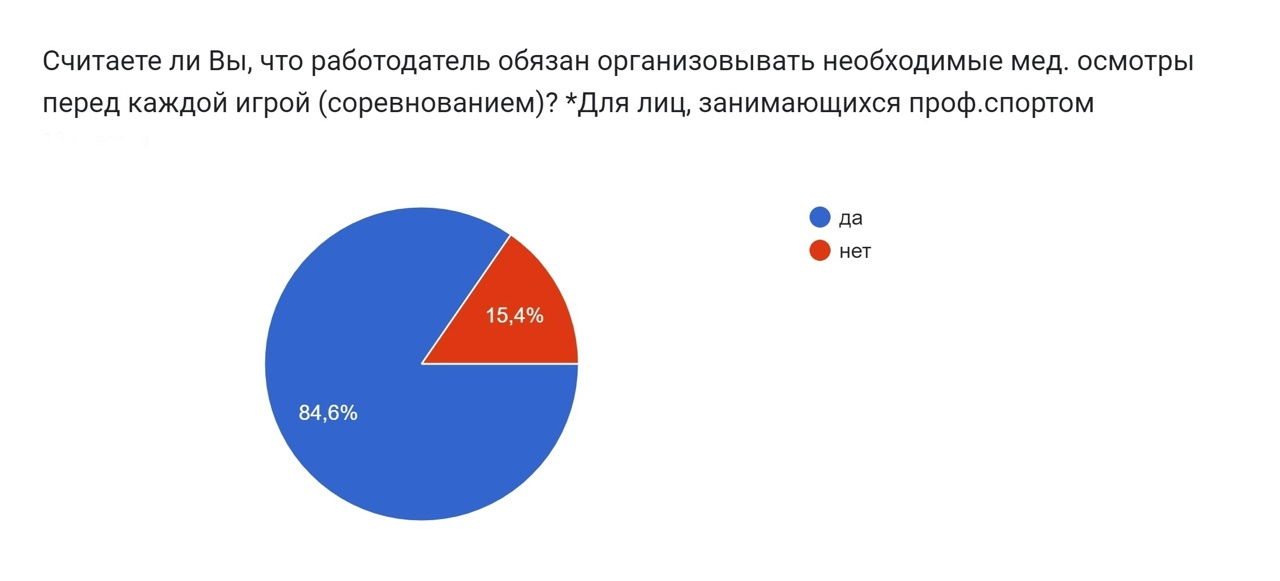 Считаете ли Вы, что работодатель обязан организовывать необходимые мед. осмотры
перед каждой игрой (соревнованием)? *Для лиц, занимающихся проф.спортом
да
нет
15,4%
84,6%